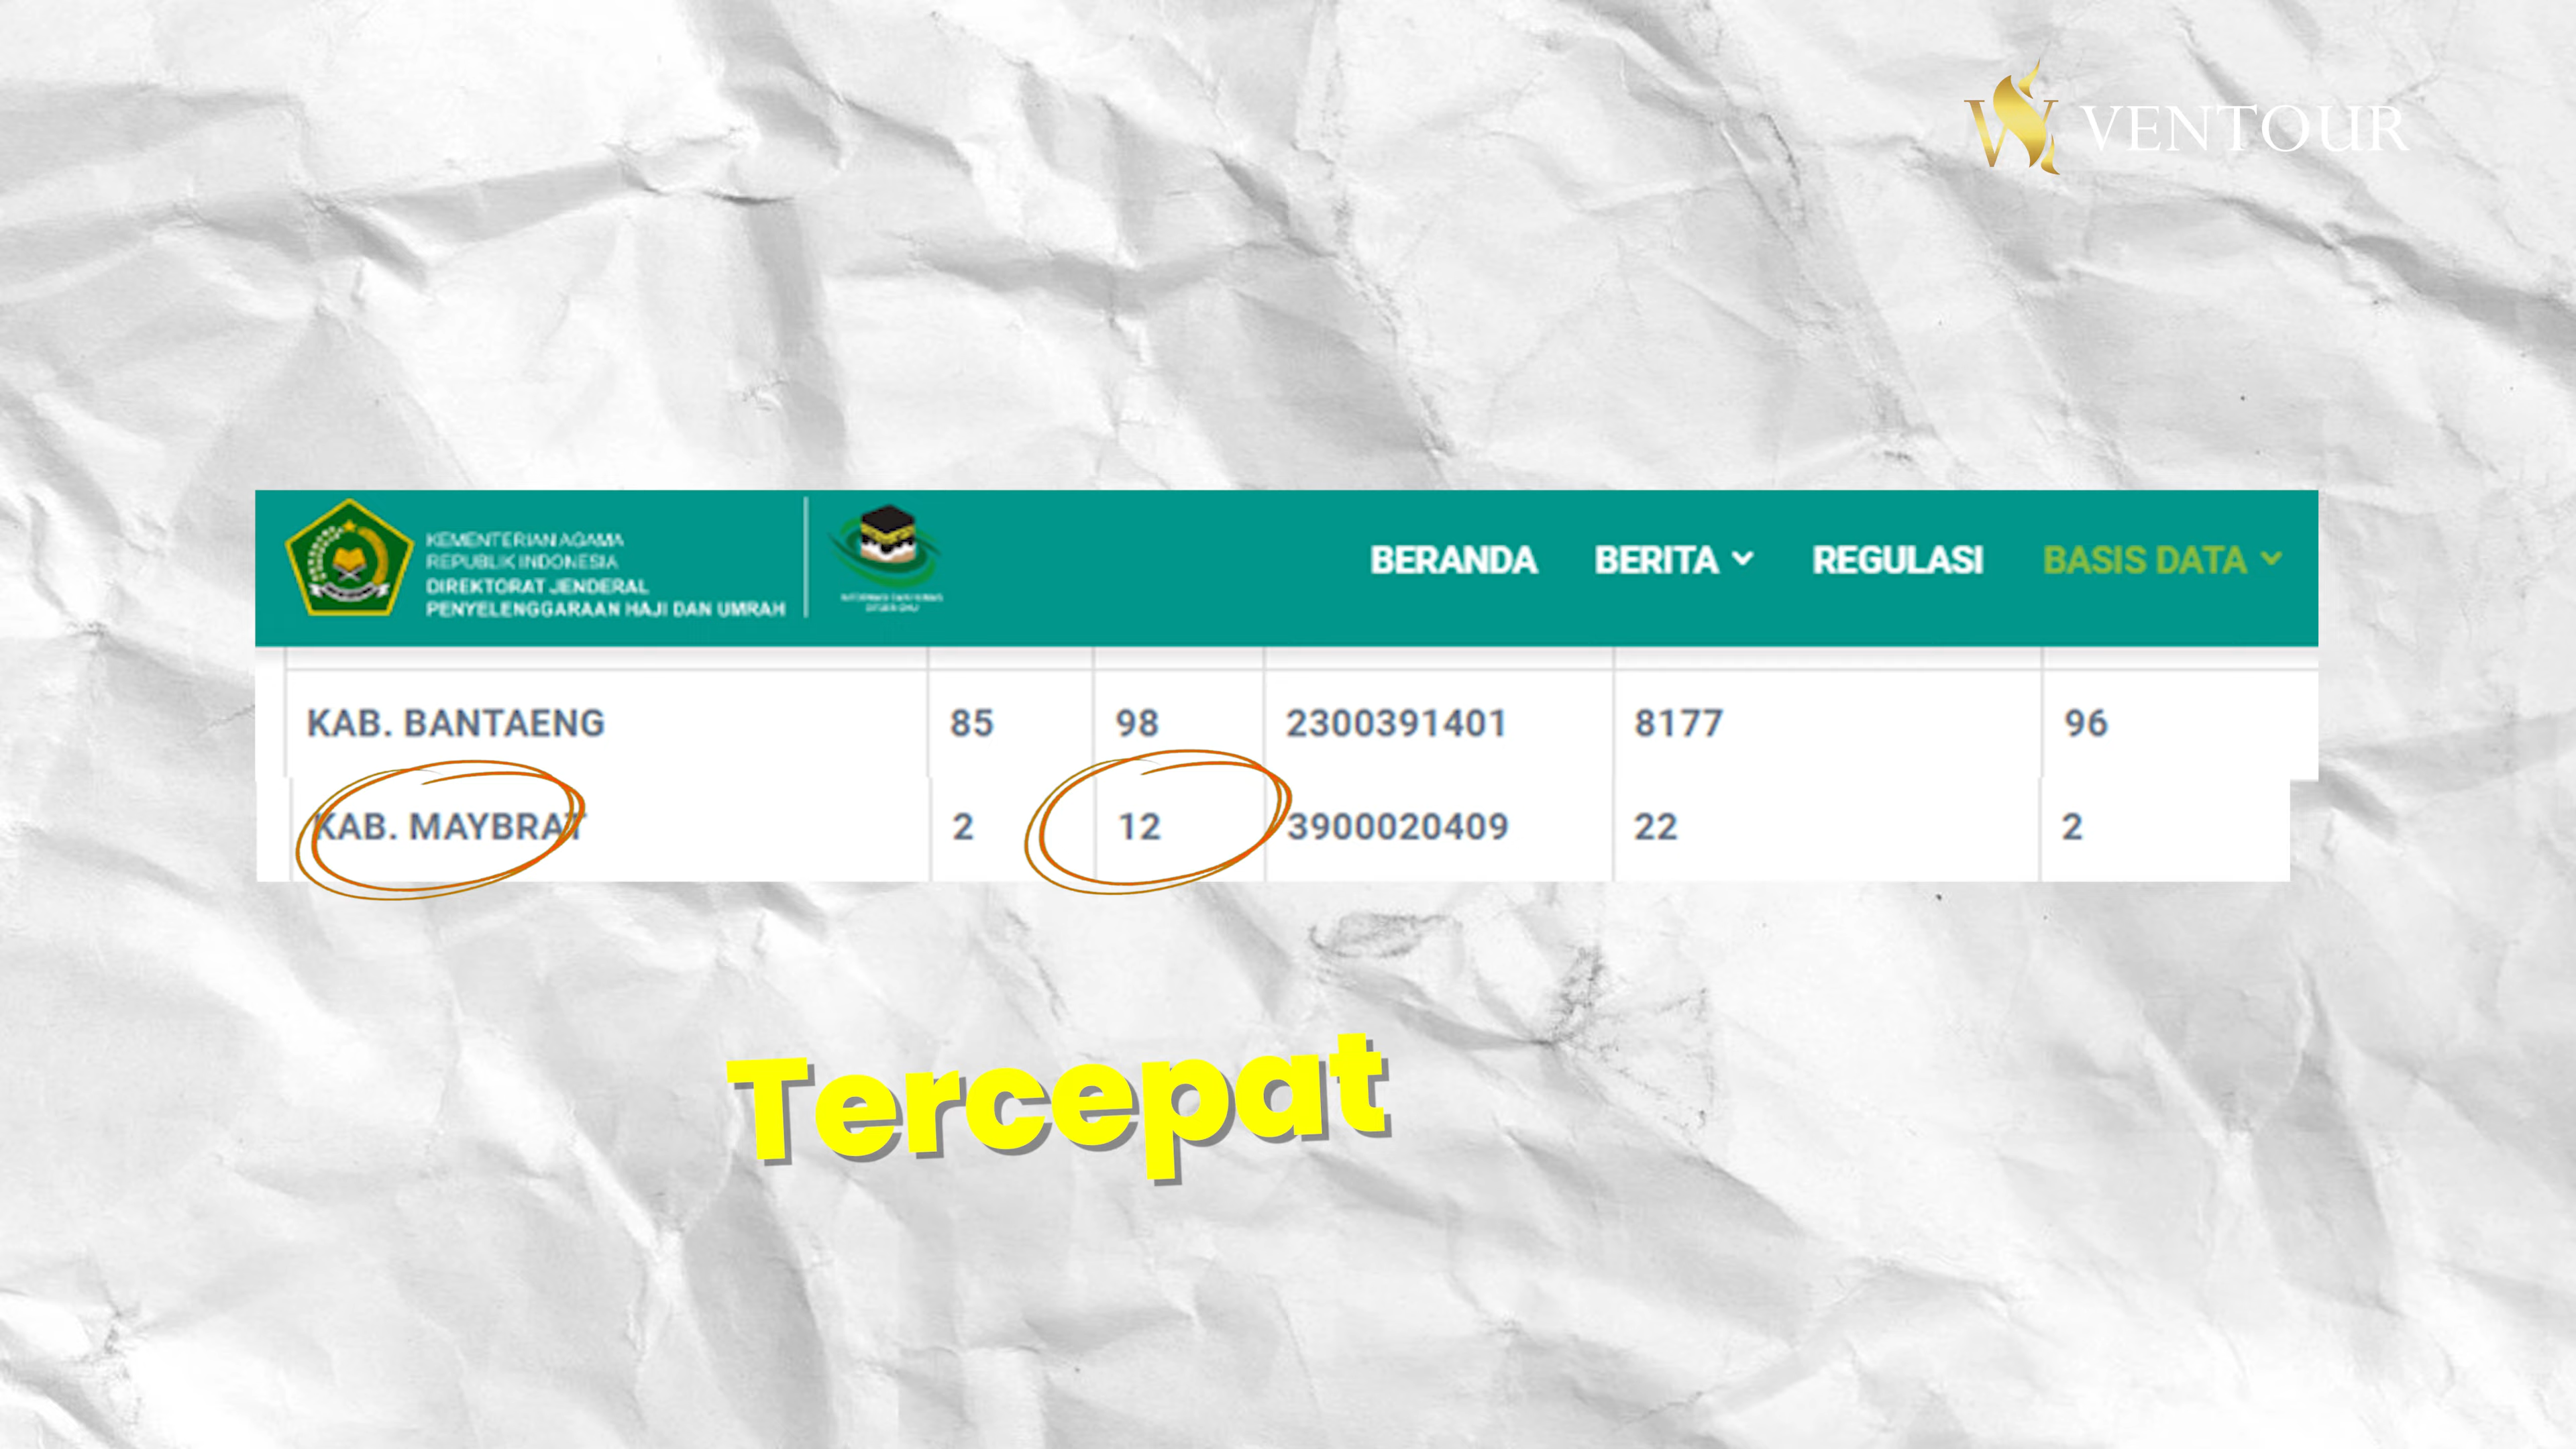 VENTOUR
KEMENTERIAN AGAMA
REPUBLIK INDONESIA
DIREKTORAT JENDERAL
PENYELENGGARAAN HAJI DAN UMRAH
BERANDA BERITA REGULASI BASIS DATA
KAB. BANTAENG 85 98 2300391401 8177 96
KAB. MAYBRAT 2 12 3900020409 22 2
Tercepat